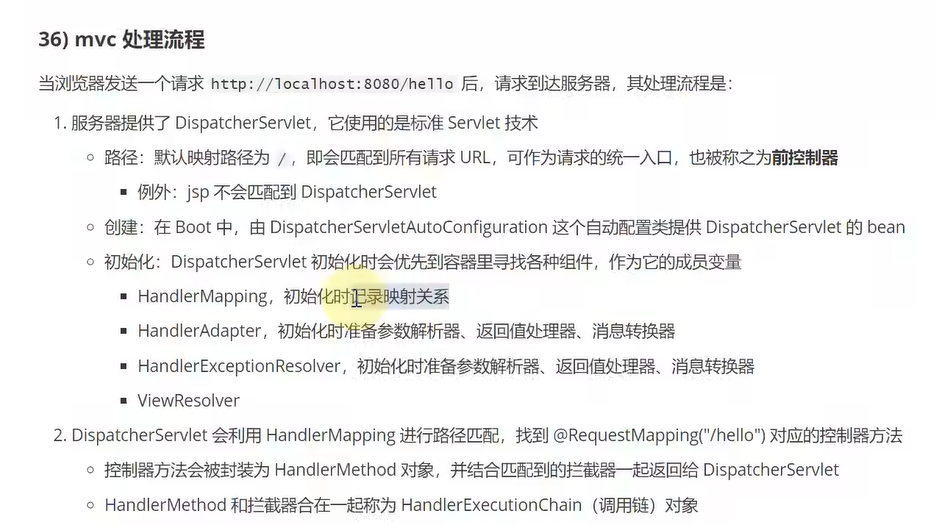 36) mvc 处理流程
当浏览器发送一个请求 http://localhost:8080/hello 后，请求到达服务器，其处理流程是：
1. 服务器提供了 DispatcherServlet，它使用的是标准 Servlet 技术
路径：默认映射路径为 /，即会匹配到所有请求 URL，可作为请求的统一入口，也被称之为前控制器
例外：jsp 不会匹配到 DispatcherServlet
创建：在 Boot 中，由 DispatcherServletAutoConfiguration 这个自动配置类提供 DispatcherServlet 的 bean
初始化：DispatcherServlet 初始化时会优先到容器里寻找各种组件，作为它的成员变量
HandlerMapping，初始化时记录映射关系
HandlerAdapter，初始化时准备参数解析器、返回值处理器、消息转换器
HandlerExceptionResolver，初始化时准备参数解析器、返回值处理器、消息转换器
ViewResolver
2. DispatcherServlet 会利用 HandlerMapping 进行路径匹配，找到 @RequestMapping("/hello") 对应的控制器方法
控制器方法会被封装为 HandlerMethod 对象，并结合匹配到的拦截器一起返回给 DispatcherServlet
HandlerMethod 和拦截器合在一起称为 HandlerExecutionChain（调用链）对象